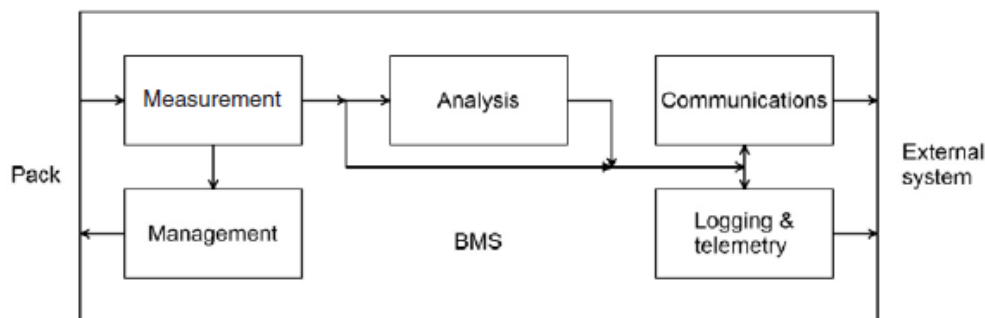 Measurement
Analysis
Communications
Pack
External
system
Management
BMS
Logging &
telemetry